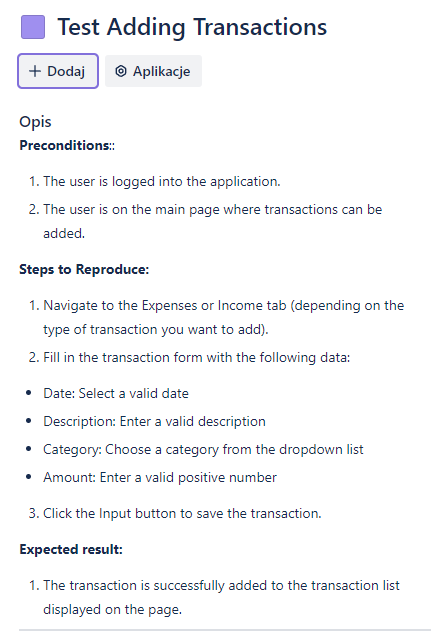 Test Adding Transactions
+ Dodaj
Aplikacje
Opis
Preconditions::
1. The user is logged into the application.
2. The user is on the main page where transactions can be
added.
Steps to Reproduce:
1. Navigate to the Expenses or Income tab (depending on the
type of transaction you want to add).
2. Fill in the transaction form with the following data:
• Date: Select a valid date
• Description: Enter a valid description
• Category: Choose a category from the dropdown list
• Amount: Enter a valid positive number
3. Click the Input button to save the transaction.
Expected result:
1. The transaction is successfully added to the transaction list
displayed on the page.